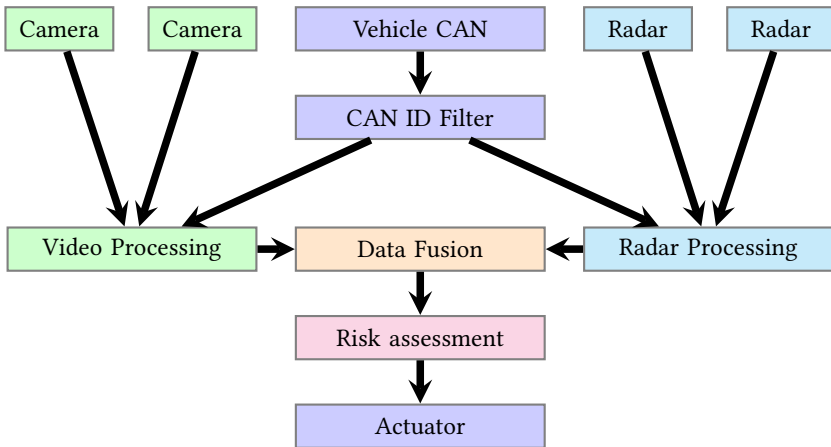 Camera
Camera
Vehicle CAN
Radar
Radar
CAN ID Filter
Video Processing
Data Fusion
Radar Processing
Risk assessment
Actuator